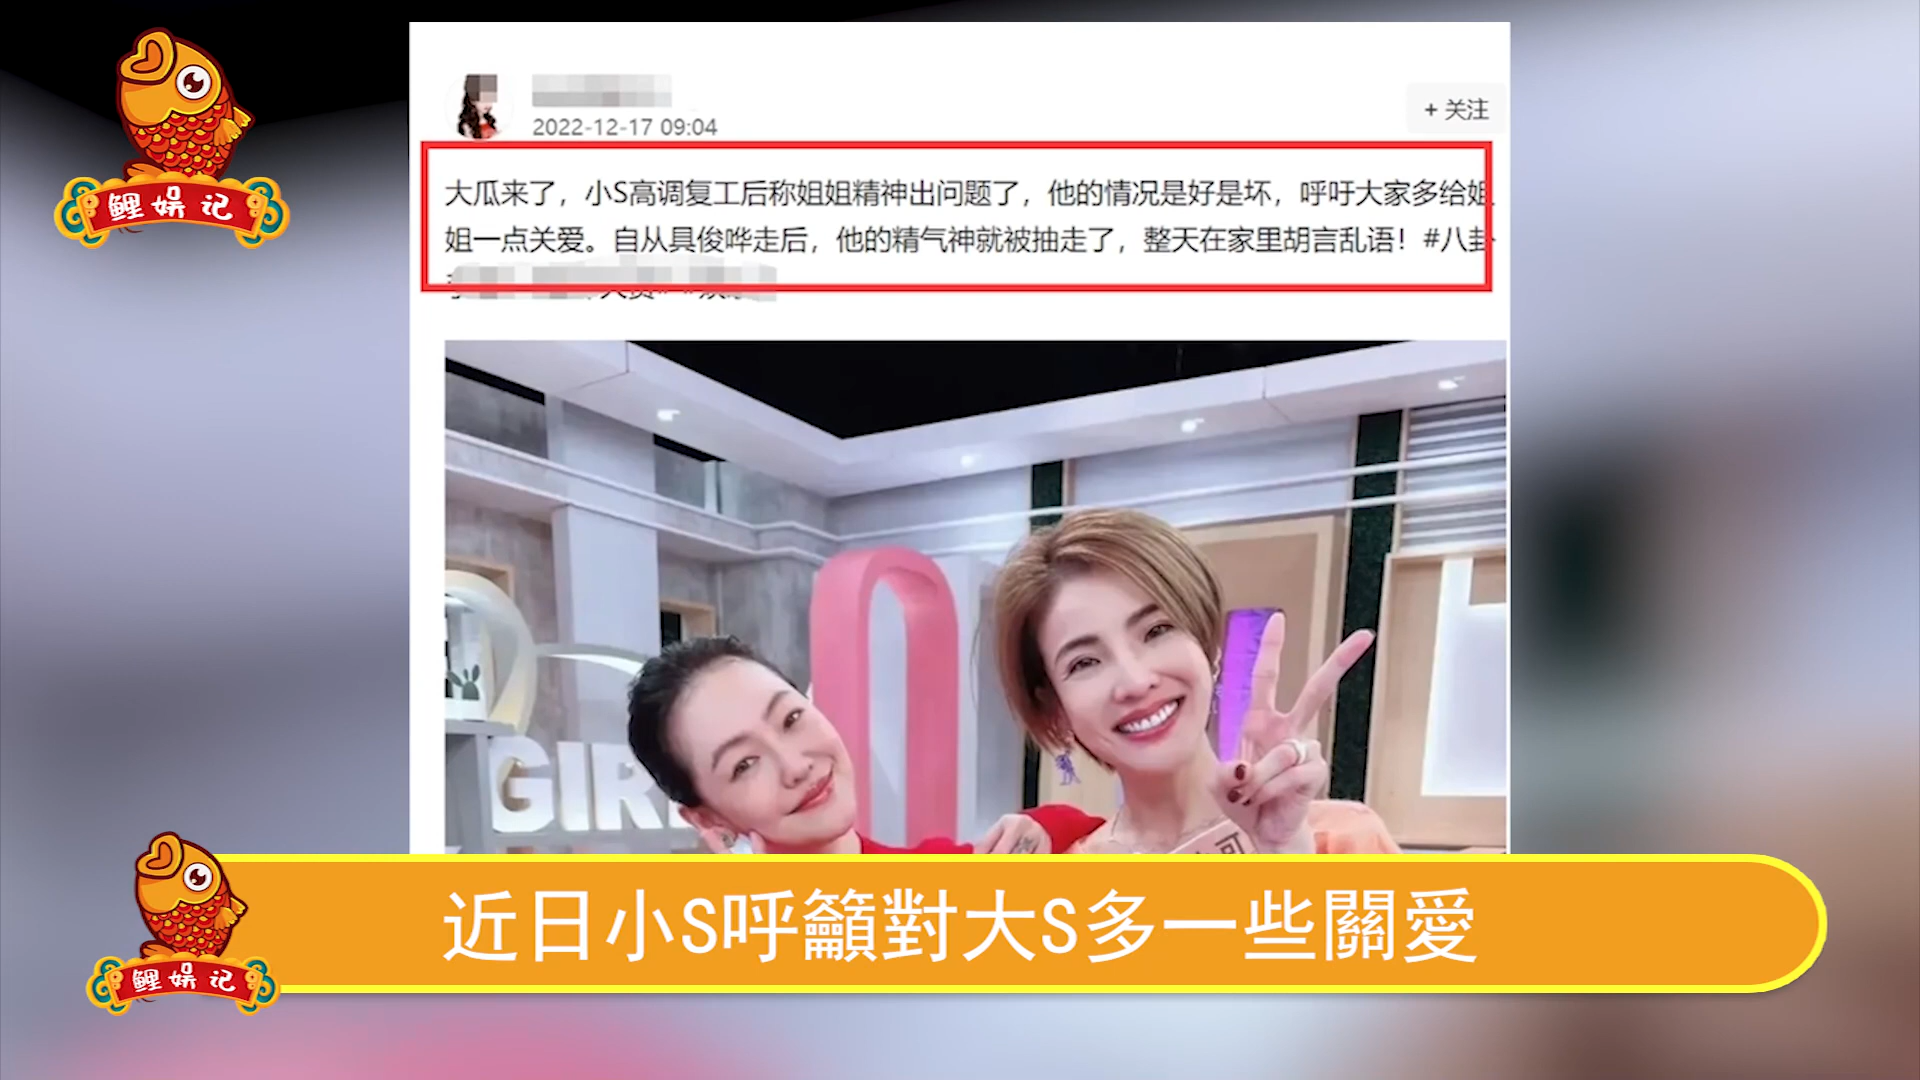 鲤娱记
2022-12-17 09:04
+ 关注
大瓜来了，小S高调复工后称姐姐精神出问题了，他的情况是好是坏，呼吁大家多给姐
姐一点关爱。自从具俊晔走后，他的精气神就被抽走了，整天在家里胡言乱语！#八卦
GIR
可
近日小S呼籲對大S多一些關愛
鲤娱记